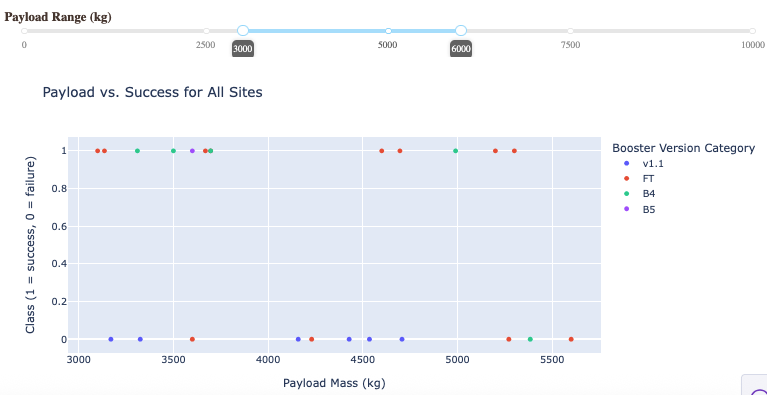 Payload Range (kg)
0 2500 3000 5000 6000 7500 10000
Payload vs. Success for All Sites
Class (1 = success, 0 = failure)
1
0.8
0.6
0.4
0.2
0
3000 3500 4000 4500 5000 5500
Payload Mass (kg)
Booster Version Category
v1.1
FT
B4
B5